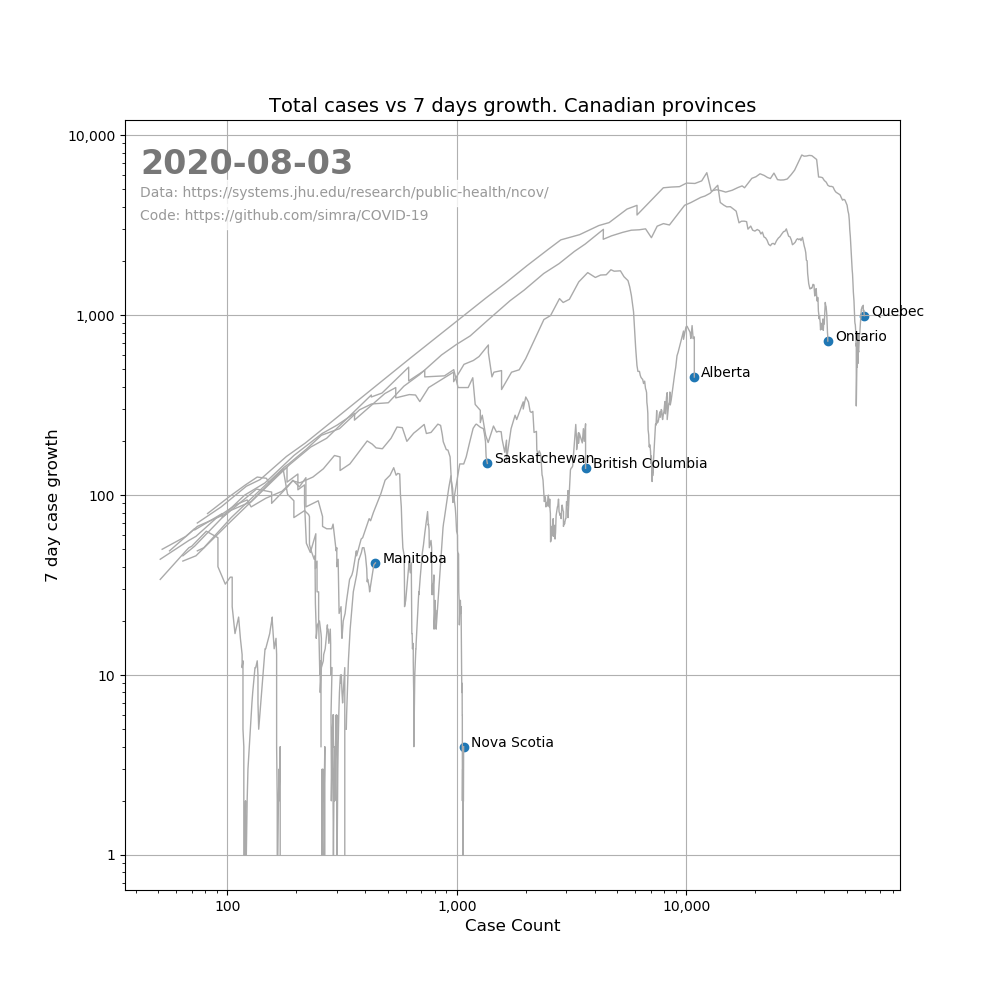 Total cases vs 7 days growth. Canadian provinces
10,000
2020-08-03
Data: https://systems.jhu.edu/research/public-health/ncov/
Code: https://github.com/simra/COVID-19
1,000
Quebec
Ontario
Alberta
Saskatchewan
British Columbia
100
Manitoba
10
Nova Scotia
1
7 day case growth
100
1,000
10,000
Case Count